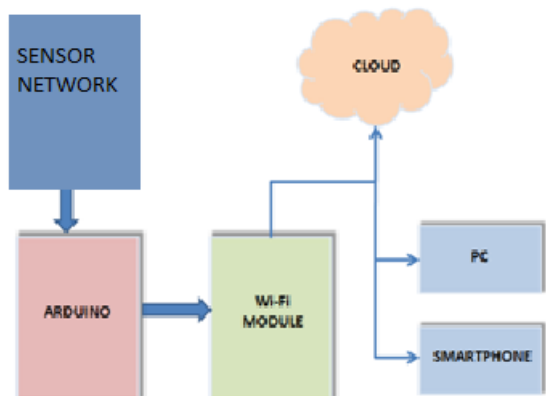 SENSOR
NETWORK
CLOUD
ARDUINO
Wi-Fi
MODULE
PC
SMARTPHONE